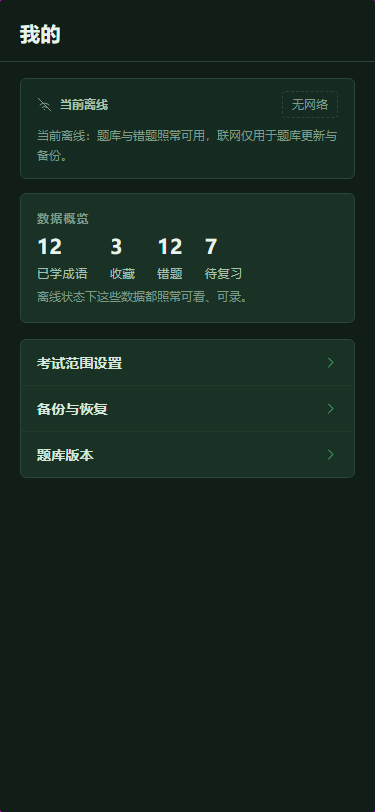 我的
当前离线
无网络
当前离线：题库与错题照常可用，联网仅用于题库更新与
备份。
数据概览
12 3 12 7
已学成语 收藏 错题 待复习
离线状态下这些数据都照常可看、可录。
考试范围设置
备份与恢复
题库版本